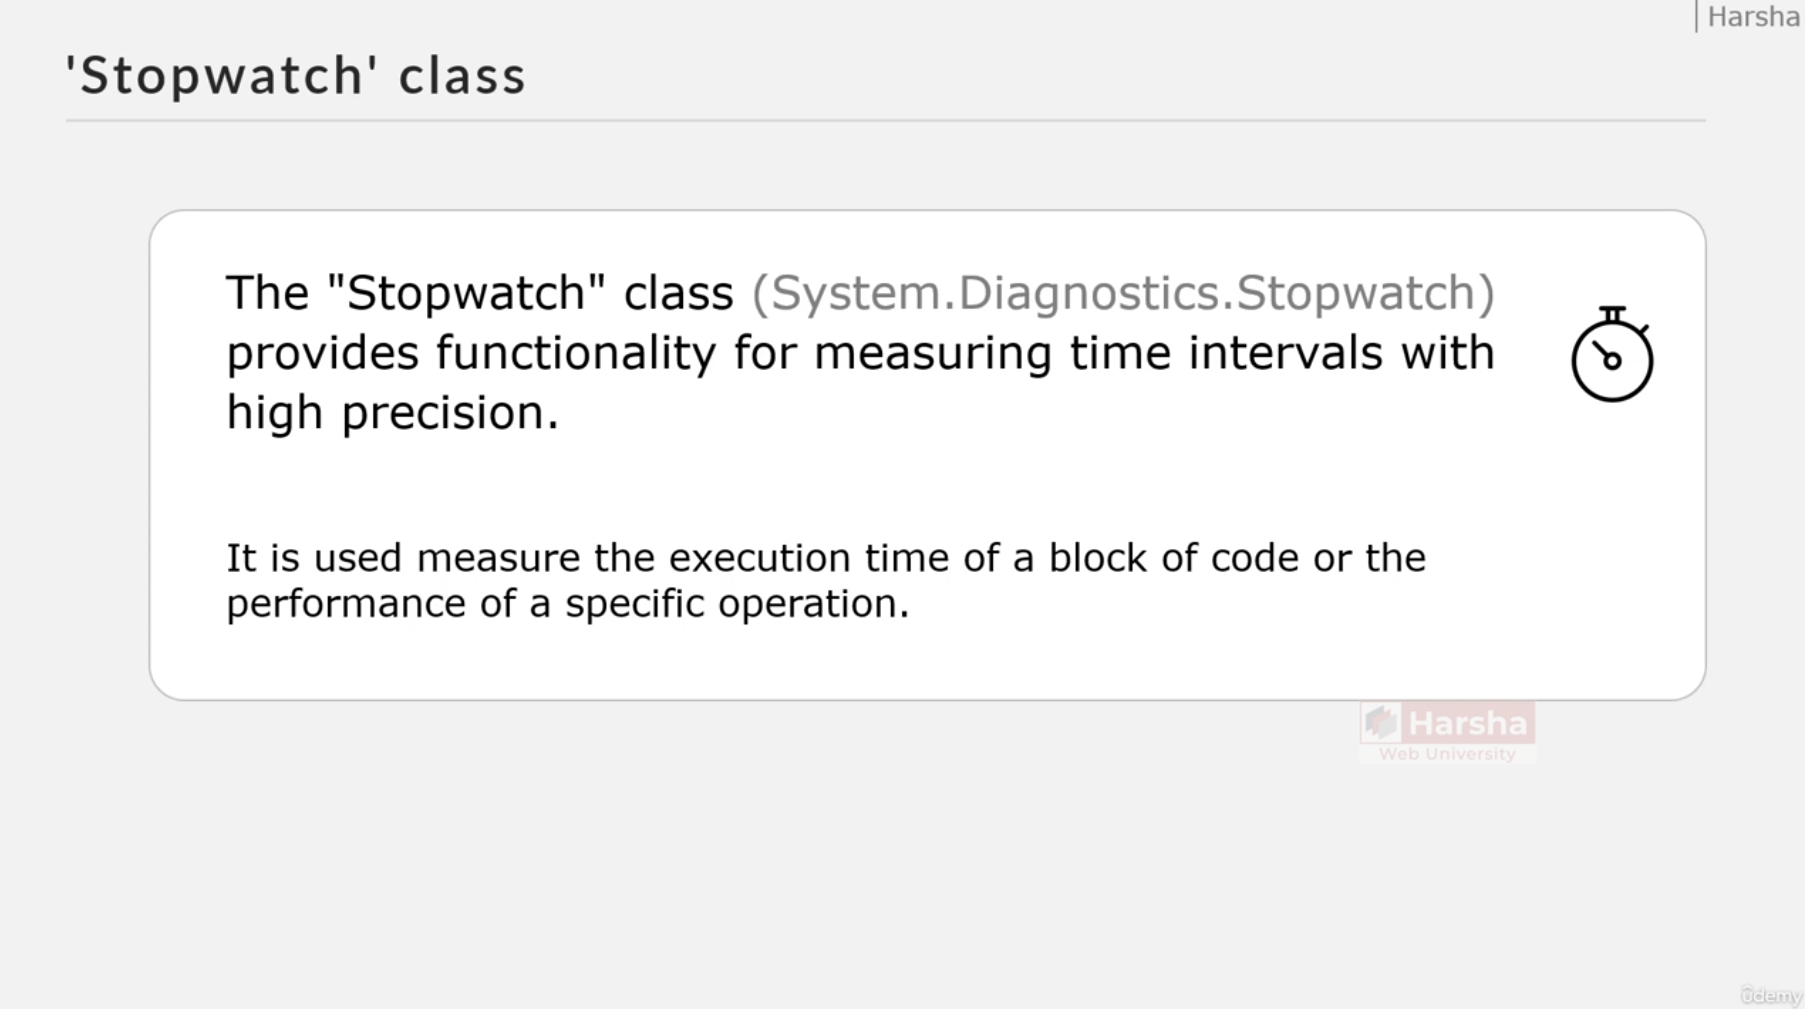 Harsha
'Stopwatch' class
The "Stopwatch" class (System.Diagnostics.Stopwatch)
provides functionality for measuring time intervals with
high precision.
It is used measure the execution time of a block of code or the
performance of a specific operation.
Harsha
Web University
ûdemy